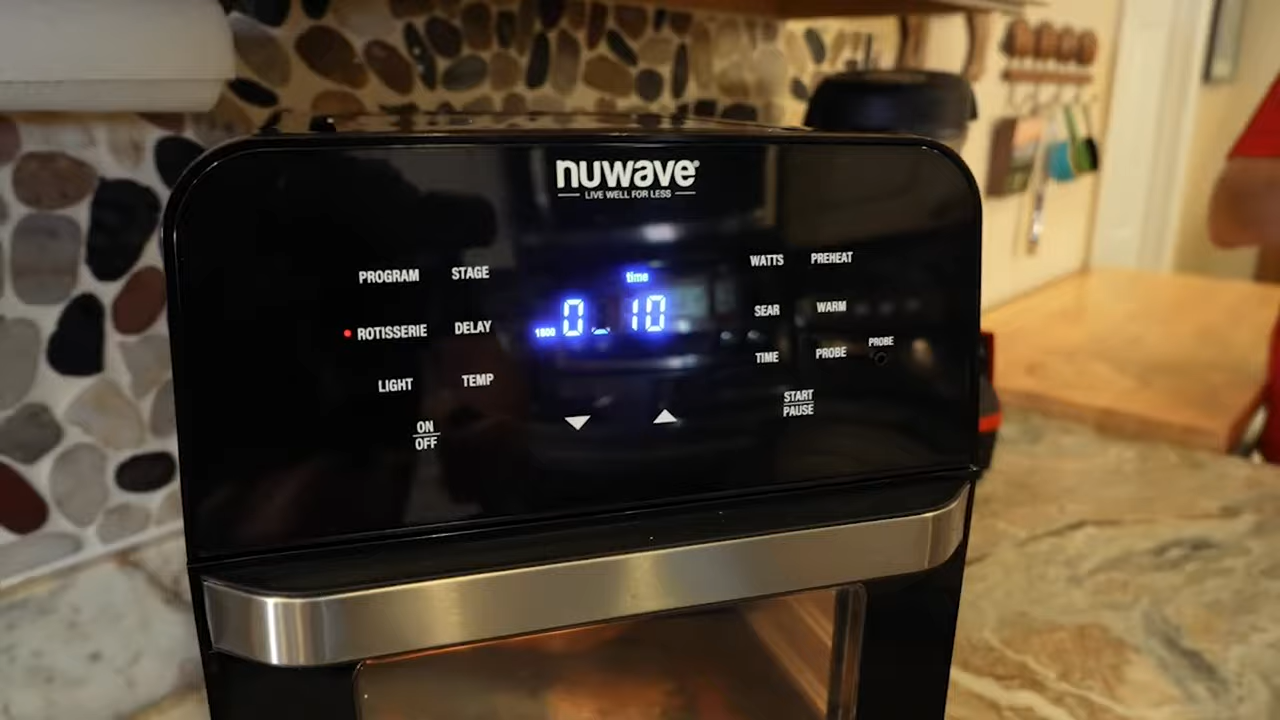 nuwave®
LIVE WELL FOR LESS
PROGRAM STAGE
time
WATTS PREHEAT
ROTISSERIE DELAY
1800 0 10
SEAR WARM
LIGHT TEMP
TIME PROBE PROBE
ON
OFF
START
PAUSE